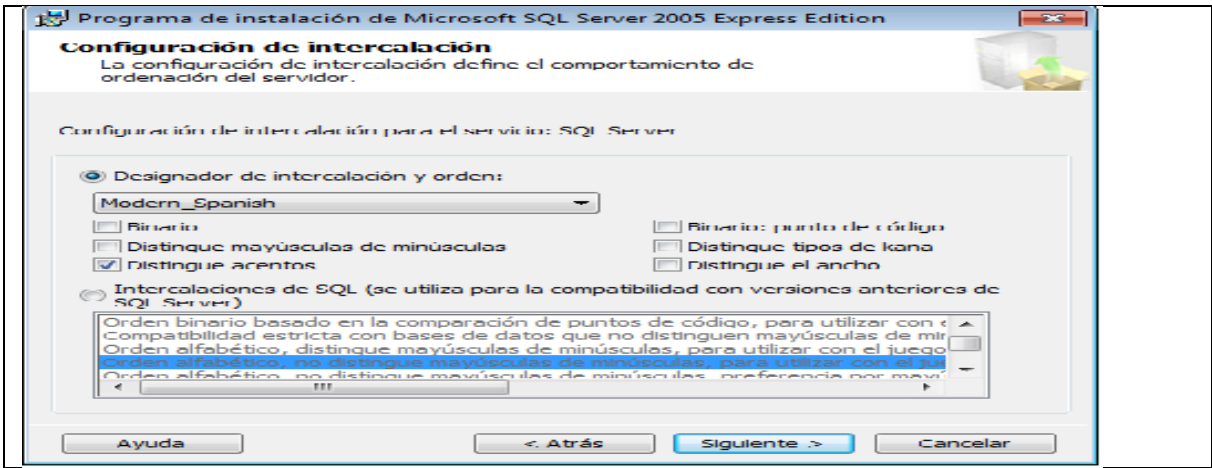 Programa de instalación de Microsoft SQL Server 2005 Express Edition
Configuración de intercalación
La configuración de intercalación define el comportamiento de
ordenación del servidor.
Configuración de intercalación para el servicio: SQL Server
Designador de intercalación y orden:
Modern_Spanish
Binario
Binario: punto de código
Distingue mayúsculas de minúsculas
Distingue tipos de kana
Distingue acentos
Distingue el ancho
Intercalaciones de SQL (se utiliza para la compatibilidad con versiones anteriores de
SQL Server)
Orden binario basado en la comparación de puntos de código, para utilizar con
Compatibilidad estricta con bases de datos que no distinguen mayúsculas de
Orden alfabético, distingue mayúsculas de minúsculas, para utilizar con el juego
Orden alfabético, no distingue mayúsculas de minúsculas, para utilizar con el
Orden alfabético, no distingue mayúsculas de minúsculas, preferencia por
Ayuda
< Atrás
Siguiente >
Cancelar